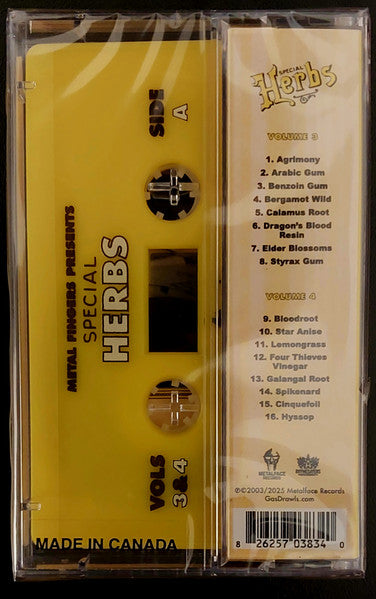 METAL FINGERS PRESENTS
SPECIAL
HERBS
SIDE
A
VOLS
3&4
MADE IN CANADA
SPECIAL
Herbs
VOLUME 3
1. Agrimony
2. Arabic Gum
3. Benzoin Gum
4. Bergamot Wild
5. Calamus Root
6. Dragon's Blood
Resin
7. Elder Blossoms
8. Styrax Gum
VOLUME 4
9. Bloodroot
10. Star Anise
11. Lemongrass
12. Four Thieves
Vinegar
13. Galangal Root
14. Spikenard
15. Cinquefoil
16. Hyssop
METALFACE
RECORDS
℗©2003/2025 Metalface Records
GasDrawls.com
8 26257 03834 0